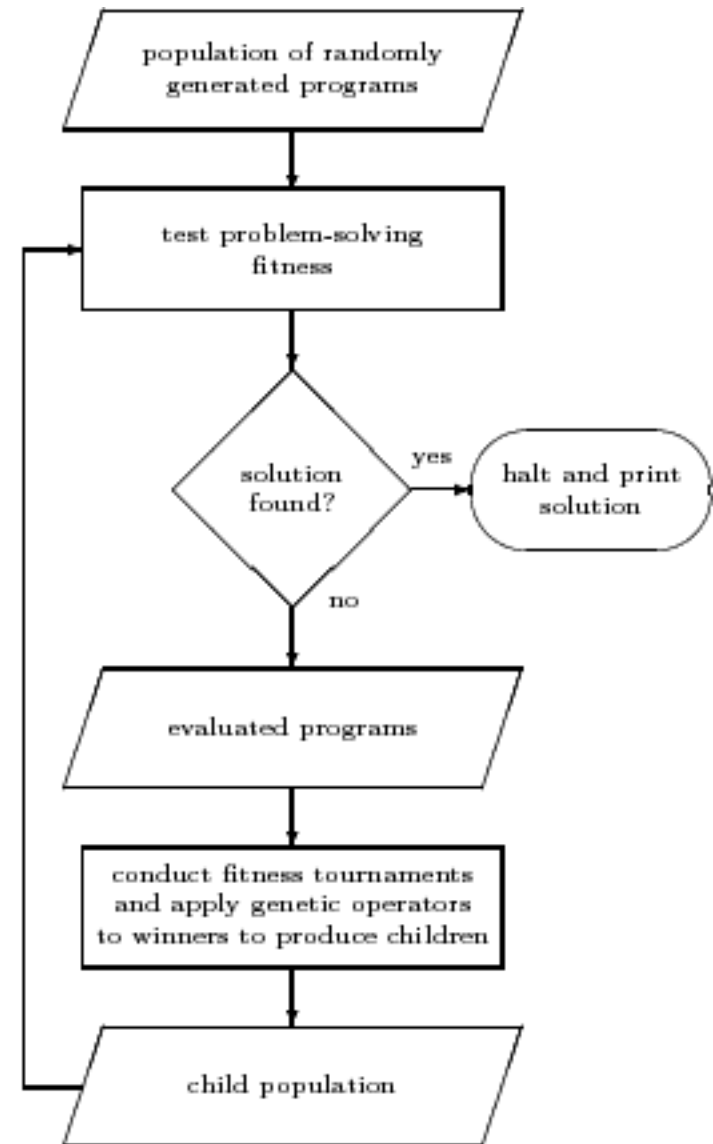 population of randomly
generated programs
test problem-solving
fitness
solution
found?
yes
halt and print
solution
no
evaluated programs
conduct fitness tournaments
and apply genetic operators
to winners to produce children
child population